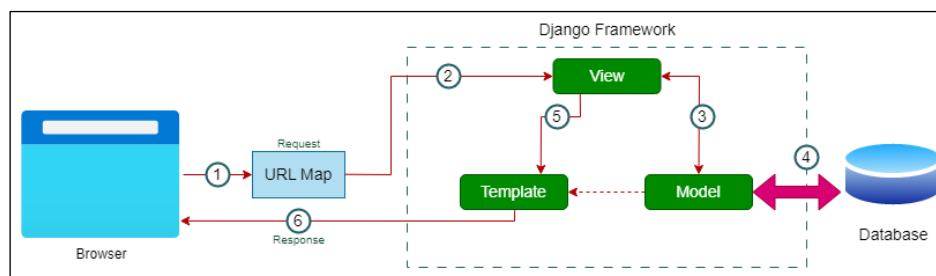 Django Framework
2
View
5
3
Request
4
1
URL Map
Template
Model
6
Response
Browser
Database